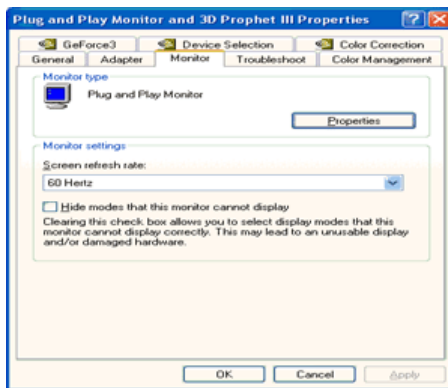 Plug and Play Monitor and 3D Prophet III Properties
GeForce3 Device Selection Color Correction
General Adapter Monitor Troubleshoot Color Management
Monitor type
Plug and Play Monitor
Properties
Monitor settings
Screen refresh rate:
60 Hertz
Hide modes that this monitor cannot display
Clearing this check box allows you to select display modes that this
monitor cannot display correctly. This may lead to an unusable display
and/or damaged hardware.
OK Cancel Apply